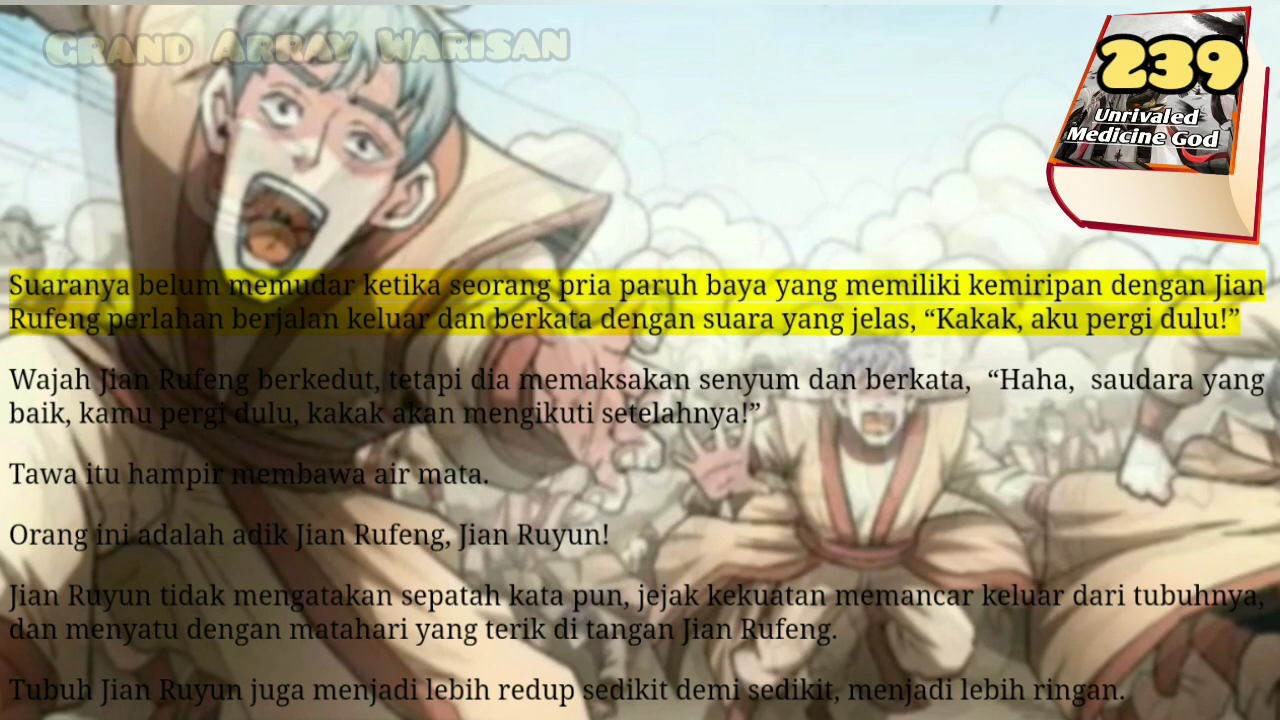 Grand Array Warisan
239
Unrivaled
Medicine God
Suaranya belum memudar ketika seorang pria paruh baya yang memiliki kemiripan dengan Jian
Rufeng perlahan berjalan keluar dan berkata dengan suara yang jelas, “Kakak, aku pergi dulu!”
Wajah Jian Rufeng berkedut, tetapi dia memaksakan senyum dan berkata, “Haha, saudara yang
baik, kamu pergi dulu, kakak akan mengikuti setelahnya!”
Tawa itu hampir membawa air mata.
Orang ini adalah adik Jian Rufeng, Jian Ruyun!
Jian Ruyun tidak mengatakan sepatah kata pun, jejak kekuatan memancar keluar dari tubuhnya,
dan menyatu dengan matahari yang terik di tangan Jian Rufeng.
Tubuh Jian Ruyun juga menjadi lebih redup sedikit demi sedikit, menjadi lebih ringan.